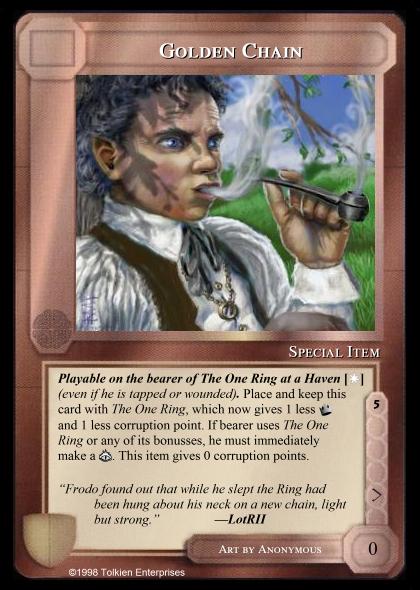 Golden Chain
Special Item
Playable on the bearer of The One Ring at a Haven [ ]
(even if he is tapped or wounded). Place and keep this
card with The One Ring, which now gives 1 less
and 1 less corruption point. If bearer uses The One
Ring or any of its bonuses, he must immediately
make a . This item gives 0 corruption points.
5
“Frodo found out that while he slept the Ring had
been hung about his neck on a new chain, light
but strong.” —LotRII
Art by Anonymous
0
©1998 Tolkien Enterprises